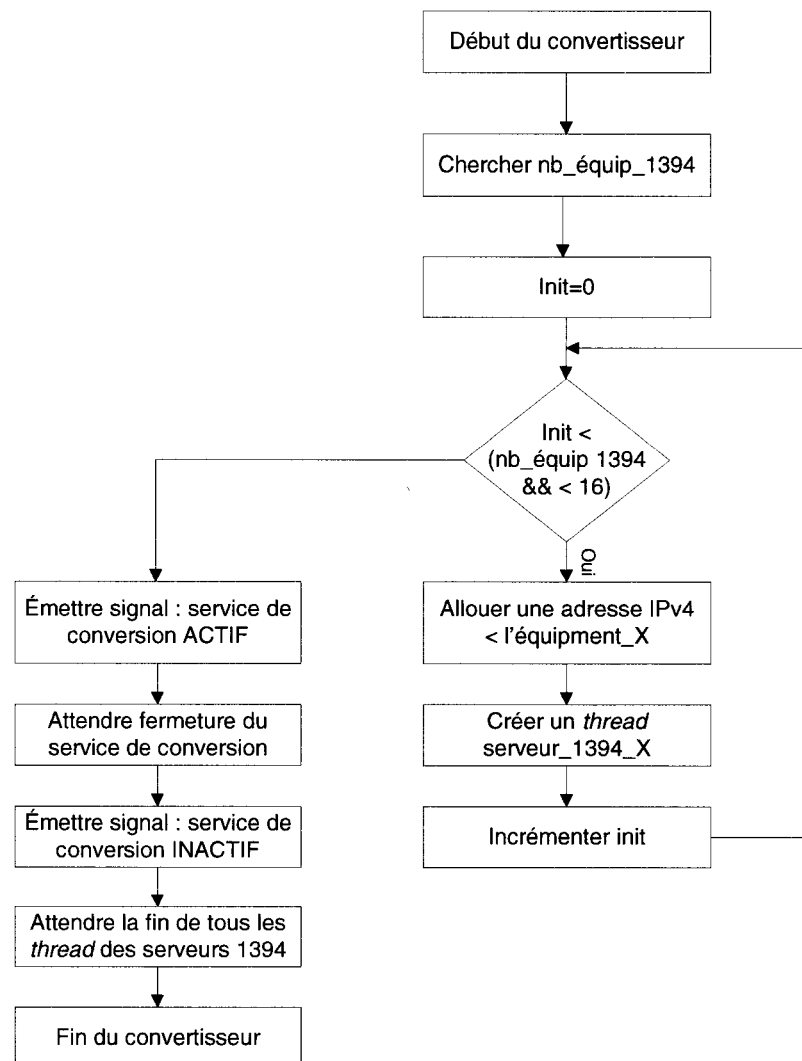 Début du convertisseur
Chercher nb_équip_1394
Init=0
Init <
(nb_équip 1394
&& < 16)
Oui
Allouer une adresse IPv4
< l'équipment_X
Créer un thread
serveur_1394_X
Incrémenter init
Émettre signal : service de
conversion ACTIF
Attendre fermeture du
service de conversion
Émettre signal : service de
conversion INACTIF
Attendre la fin de tous les
thread des serveurs 1394
Fin du convertisseur